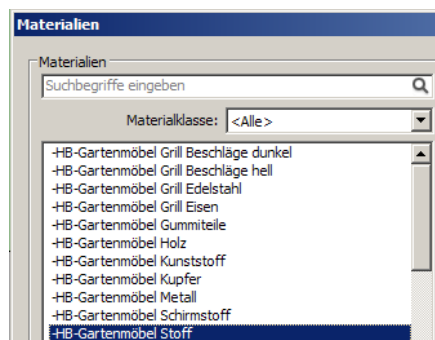 Materialien
Materialien
Suchbegriffe eingeben
Materialklasse: <Alle>
-HB-Gartenmöbel Grill Beschläge dunkel
-HB-Gartenmöbel Grill Beschläge hell
-HB-Gartenmöbel Grill Edelstahl
-HB-Gartenmöbel Grill Eisen
-HB-Gartenmöbel Gummiteile
-HB-Gartenmöbel Holz
-HB-Gartenmöbel Kunststoff
-HB-Gartenmöbel Kupfer
-HB-Gartenmöbel Metall
-HB-Gartenmöbel Schirmstoff
-HB-Gartenmöbel Stoff